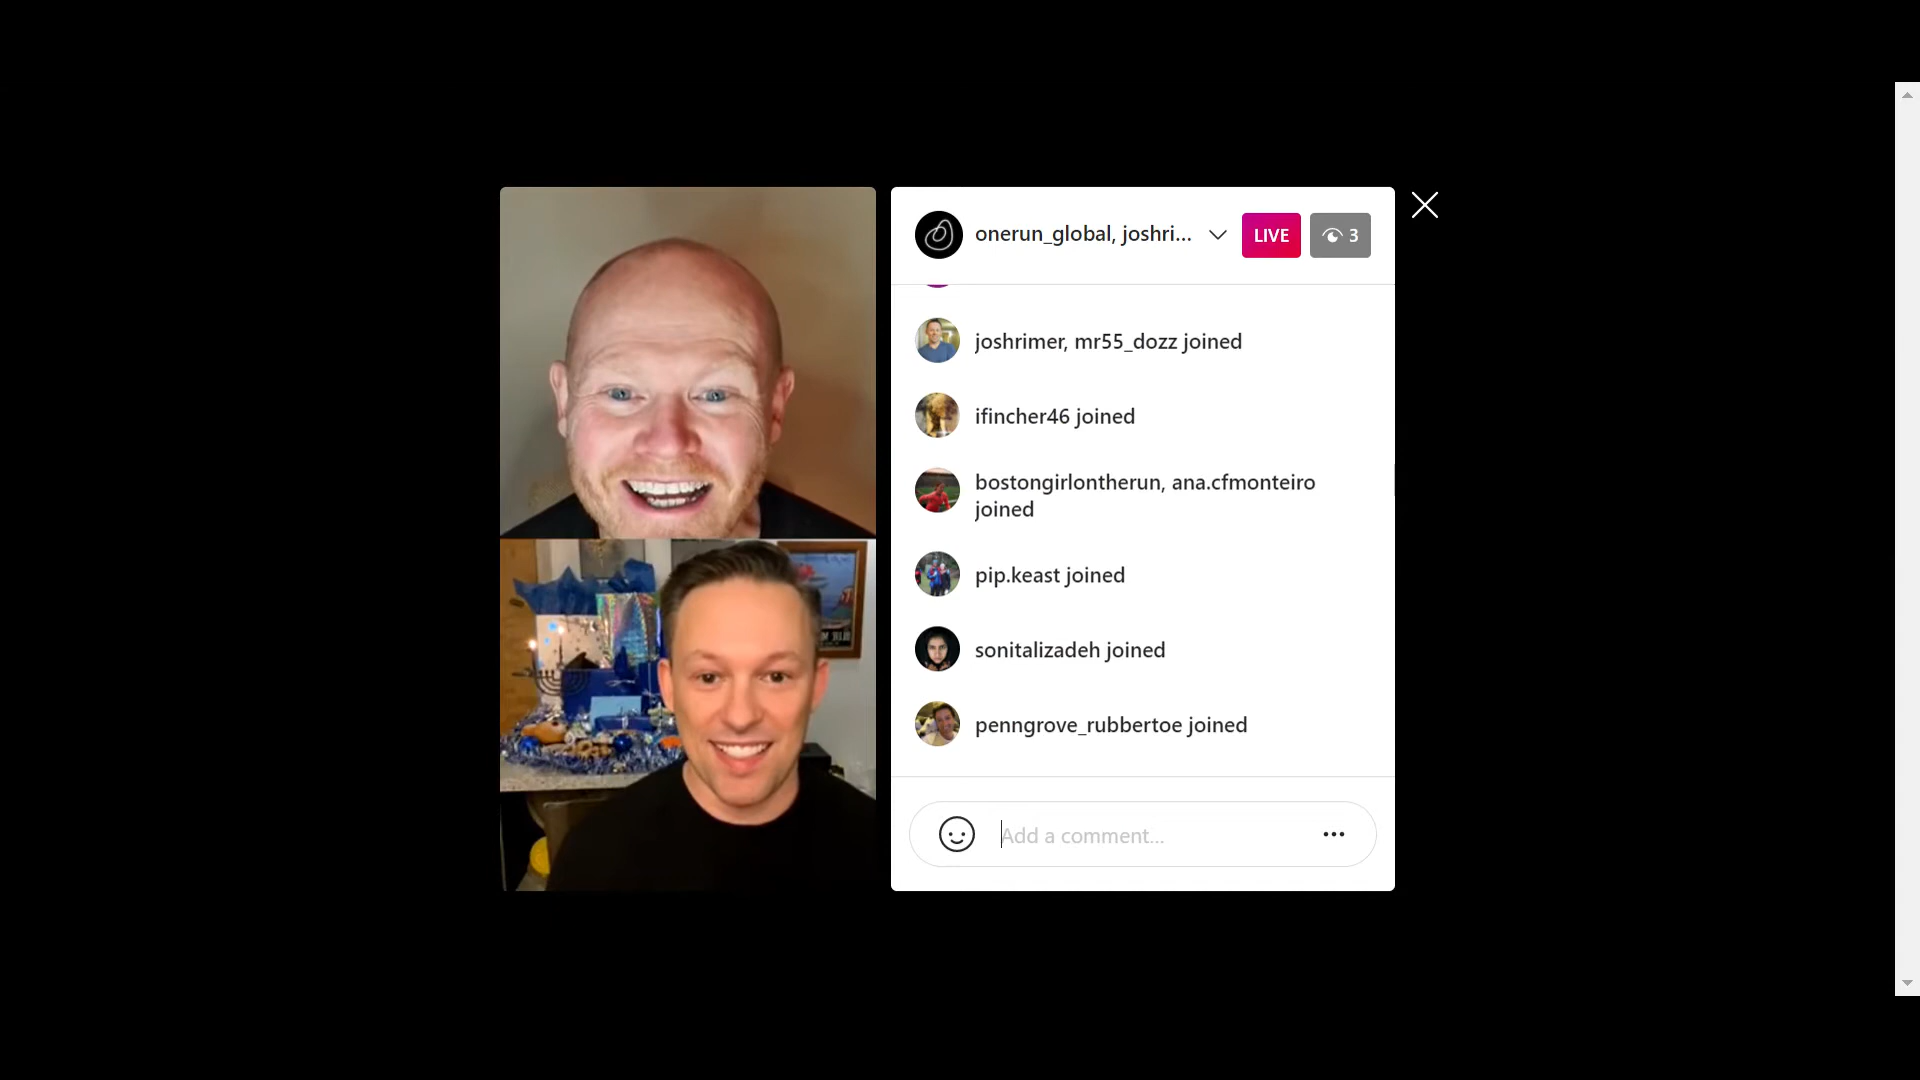 onerun_global, joshri...
LIVE
3
joshrimer, mr55_dozz joined
ifincher46 joined
bostongirlontherun, ana.cfmonteiro
joined
pip.keast joined
sonitalizadeh joined
penngrove_rubbertoe joined
Add a comment...